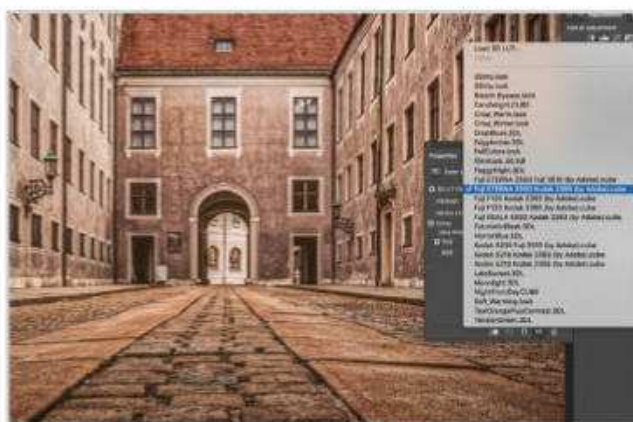 Load 3D LUT...
2Strip.look
3Strip.look
Bleach Bypass.look
Candlelight.CUBE
Crisp_Warm.look
Crisp_Winter.look
DropBlues.3DL
EdgyAmber.3DL
FallColors.look
filmstock_50.3dl
FoggyNight.3DL
Fuji ETERNA 250D Fuji 3510 (by Adobe).cube
Fuji ETERNA 250D Kodak 2395 (by Adobe).cube
Fuji F125 Kodak 2393 (by Adobe).cube
Fuji F125 Kodak 2395 (by Adobe).cube
Fuji REALA 500D Kodak 2393 (by Adobe).cube
FuturisticBleak.3DL
HorrorBlue.3DL
Kodak 5205 Fuji 3510 (by Adobe).cube
Kodak 5218 Kodak 2383 (by Adobe).cube
Kodak 5218 Kodak 2395 (by Adobe).cube
LateSunset.3DL
Moonlight.3DL
NightFromDay.CUBE
Soft_Warming.look
TealOrangePlusContrast.3DL
TensionGreen.3DL
Properties